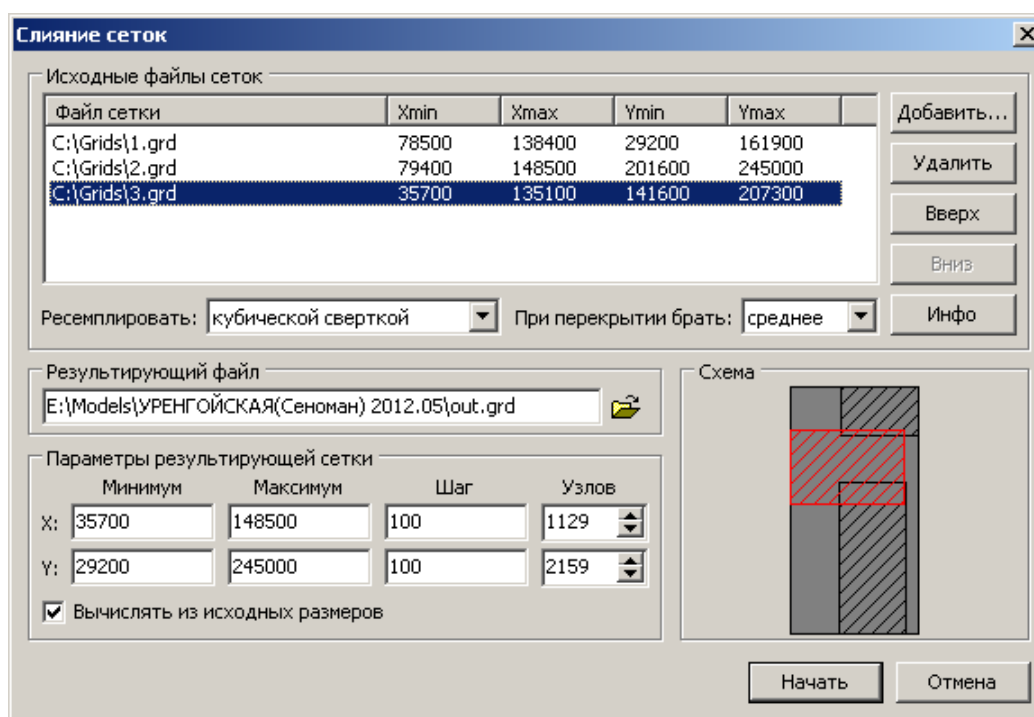 Слияние сеток
Исходные файлы сеток
Файл сетки Xmin Xmax Ymin Ymax
C:\Grids\1.grd 78500 138400 29200 161900
C:\Grids\2.grd 79400 148500 201600 245000
C:\Grids\3.grd 35700 135100 141600 207300
Добавить...
Удалить
Вверх
Вниз
Инфо
Ресемплировать: кубической сверткой При перекрытии брать: среднее
Результирующий файл
E:\Models\УРЕНГОЙСКАЯ(Сеноман) 2012.05\out.grd
Схема
Параметры результирующей сетки
Минимум Максимум Шаг Узлов
X: 35700 148500 100 1129
Y: 29200 245000 100 2159
Вычислять из исходных размеров
Начать Отмена